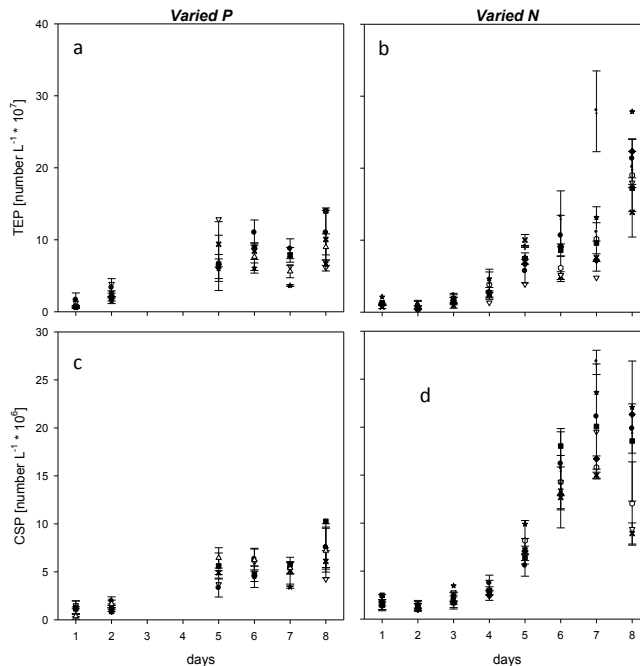 Varied P
Varied N
a
b
TEP [number L⁻¹ * 10⁷]
40
30
20
10
0
c
d
CSP [number L⁻¹ * 10⁶]
30
25
20
15
10
5
0
1 2 3 4 5 6 7 8
1 2 3 4 5 6 7 8
days
days